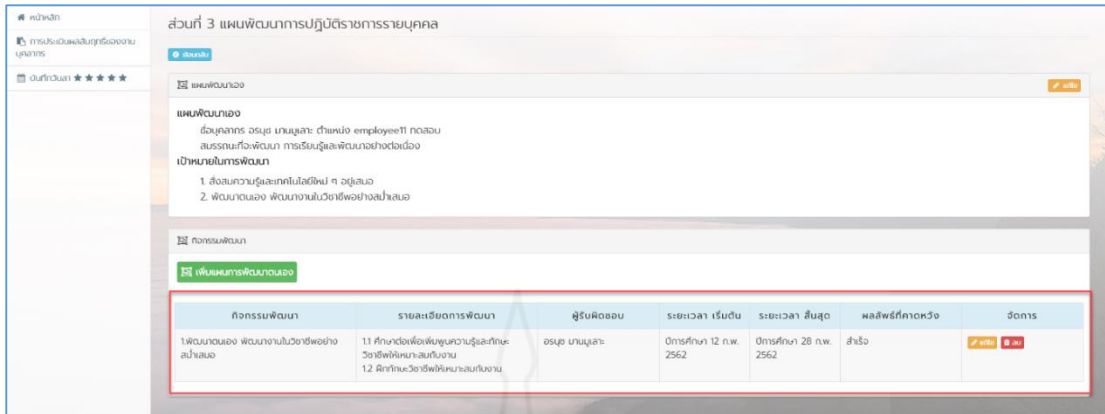 หน้าหลัก
ส่วนที่ 3 แผนพัฒนาการปฏิบัติราชการรายบุคคล
การประเมินผลสัมฤทธิ์ของงาน
บุคลากร
ย้อนกลับ
บันทึกวันลา ★ ★ ★ ★ ★
แผนพัฒนาเอง
แก้ไข
แผนพัฒนาเอง
ชื่อบุคลากร อรนุช มานมูเลาะ ตำแหน่ง employee11 ทดสอบ
สมรรถนะที่จะพัฒนา การเรียนรู้และพัฒนาอย่างต่อเนื่อง
เป้าหมายในการพัฒนา
1. สั่งสมความรู้และเทคโนโลยีใหม่ ๆ อยู่เสมอ
2. พัฒนาตนเอง พัฒนางานในวิชาชีพอย่างสม่ำเสมอ
กิจกรรมพัฒนา
เพิ่มแผนการพัฒนาตนเอง
กิจกรรมพัฒนา รายละเอียดการพัฒนา ผู้รับผิดชอบ ระยะเวลา เริ่มต้น ระยะเวลา สิ้นสุด ผลลัพธ์ที่คาดหวัง จัดการ
1.พัฒนาตนเอง พัฒนางานในวิชาชีพอย่าง 1.1 ศึกษาต่อเพื่อเพิ่มพูนความรู้และทักษะ อรนุช มานมูเลาะ ปีการศึกษา 12 ก.พ. ปีการศึกษา 28 ก.พ. สำเร็จ แก้ไข ลบ
สม่ำเสมอ วิชาชีพให้เหมาะสมกับงาน 2562 2562
1.2 ฝึกทักษะวิชาชีพให้เหมาะสมกับงาน